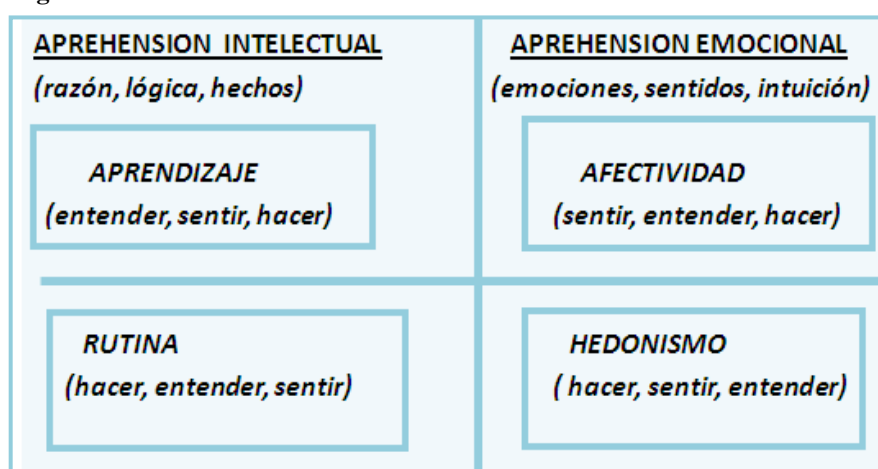 APREHENSION INTELECTUAL
(razón, lógica, hechos)
APRENDIZAJE
(entender, sentir, hacer)
APREHENSION EMOCIONAL
(emociones, sentidos, intuición)
AFECTIVIDAD
(sentir, entender, hacer)
RUTINA
(hacer, entender, sentir)
HEDONISMO
( hacer, sentir, entender)